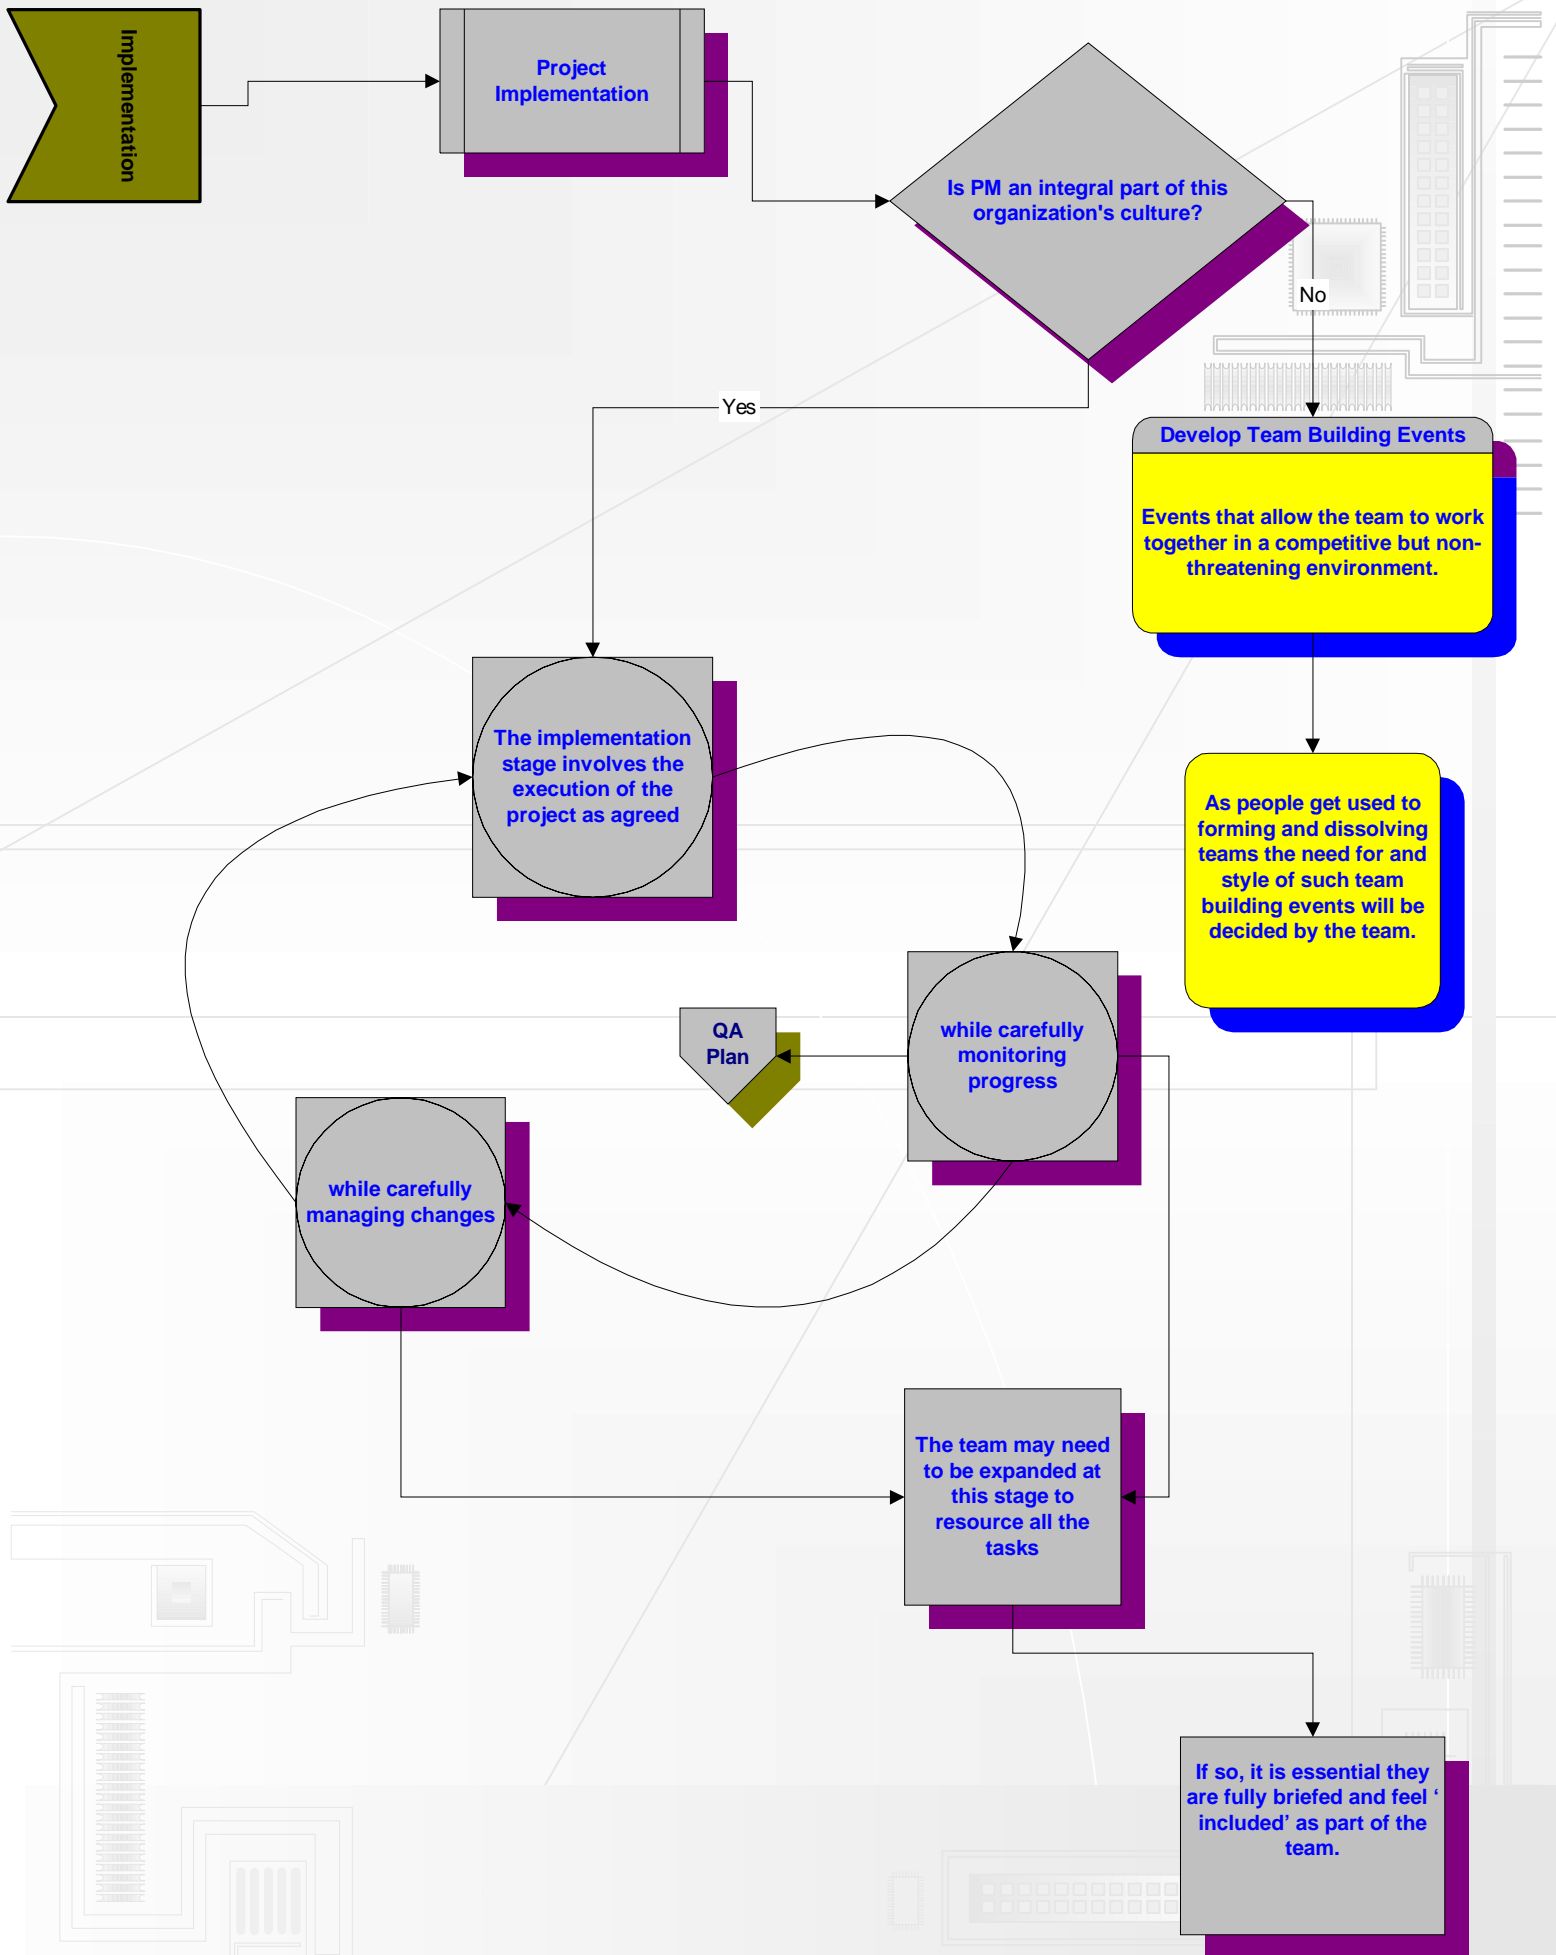 Implementation
Project
Implementation
Is PM an integral part of this
organization's culture?
No
Yes
Develop Team Building Events
Events that allow the team to work
together in a competitive but non-
threatening environment.
The implementation
stage involves the
execution of the
project as agreed
As people get used to
forming and dissolving
teams the need for and
style of such team
building events will be
decided by the team.
QA
Plan
while carefully
monitoring
progress
while carefully
managing changes
The team may need
to be expanded at
this stage to
resource all the
tasks
If so, it is essential they
are fully briefed and feel ‘
included’ as part of the
team.